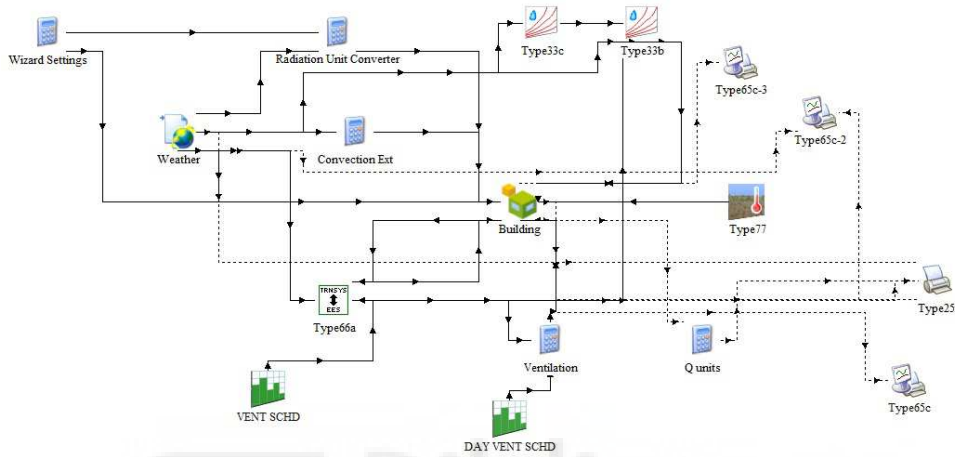 Wizard Settings
Radiation Unit Converter
Type33c
Type33b
Type65c-3
Type65c-2
Weather
Convection Ext
Building
Type77
TRNSYS
EES
Type66a
Type25
Ventilation
Q units
VENT SCHD
Type65c
DAY VENT SCHD